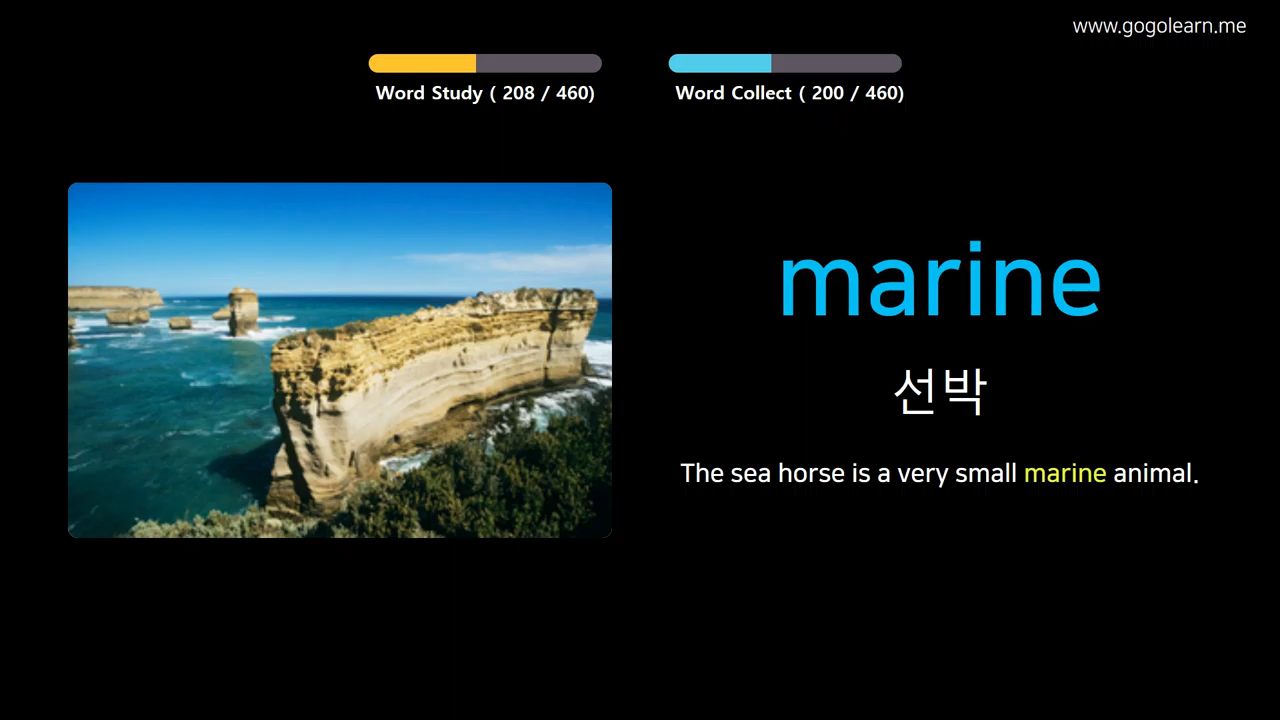 www.gogolearn.me
Word Study ( 208 / 460)
Word Collect ( 200 / 460)
marine
선박
The sea horse is a very small marine animal.